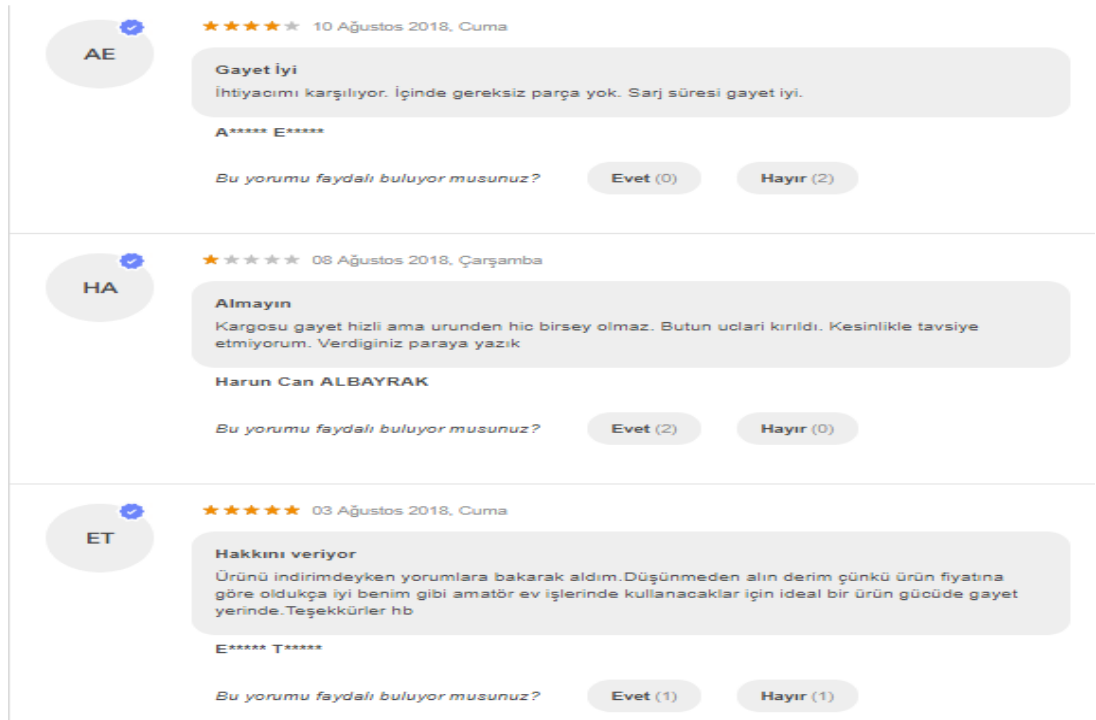 AE
10 Ağustos 2018, Cuma
Gayet İyi
İhtiyacımı karşılıyor. İçinde gereksiz parça yok. Sarj süresi gayet iyi.
A***** E*****
Bu yorumu faydalı buluyor musunuz? Evet (0) Hayır (2)
HA
08 Ağustos 2018, Çarşamba
Almayın
Kargosu gayet hizli ama urunden hic birsey olmaz. Butun uclari kırıldı. Kesinlikle tavsiye
etmiyorum. Verdiginiz paraya yazık
Harun Can ALBAYRAK
Bu yorumu faydalı buluyor musunuz? Evet (2) Hayır (0)
ET
03 Ağustos 2018, Cuma
Hakkını veriyor
Ürünü indirimdeyken yorumlara bakarak aldım.Düşünmeden alın derim çünkü ürün fiyatına
göre oldukça iyi benim gibi amatör ev işlerinde kullanacaklar için ideal bir ürün gücüde gayet
yerinde.Teşekkürler hb
E***** T*****
Bu yorumu faydalı buluyor musunuz? Evet (1) Hayır (1)